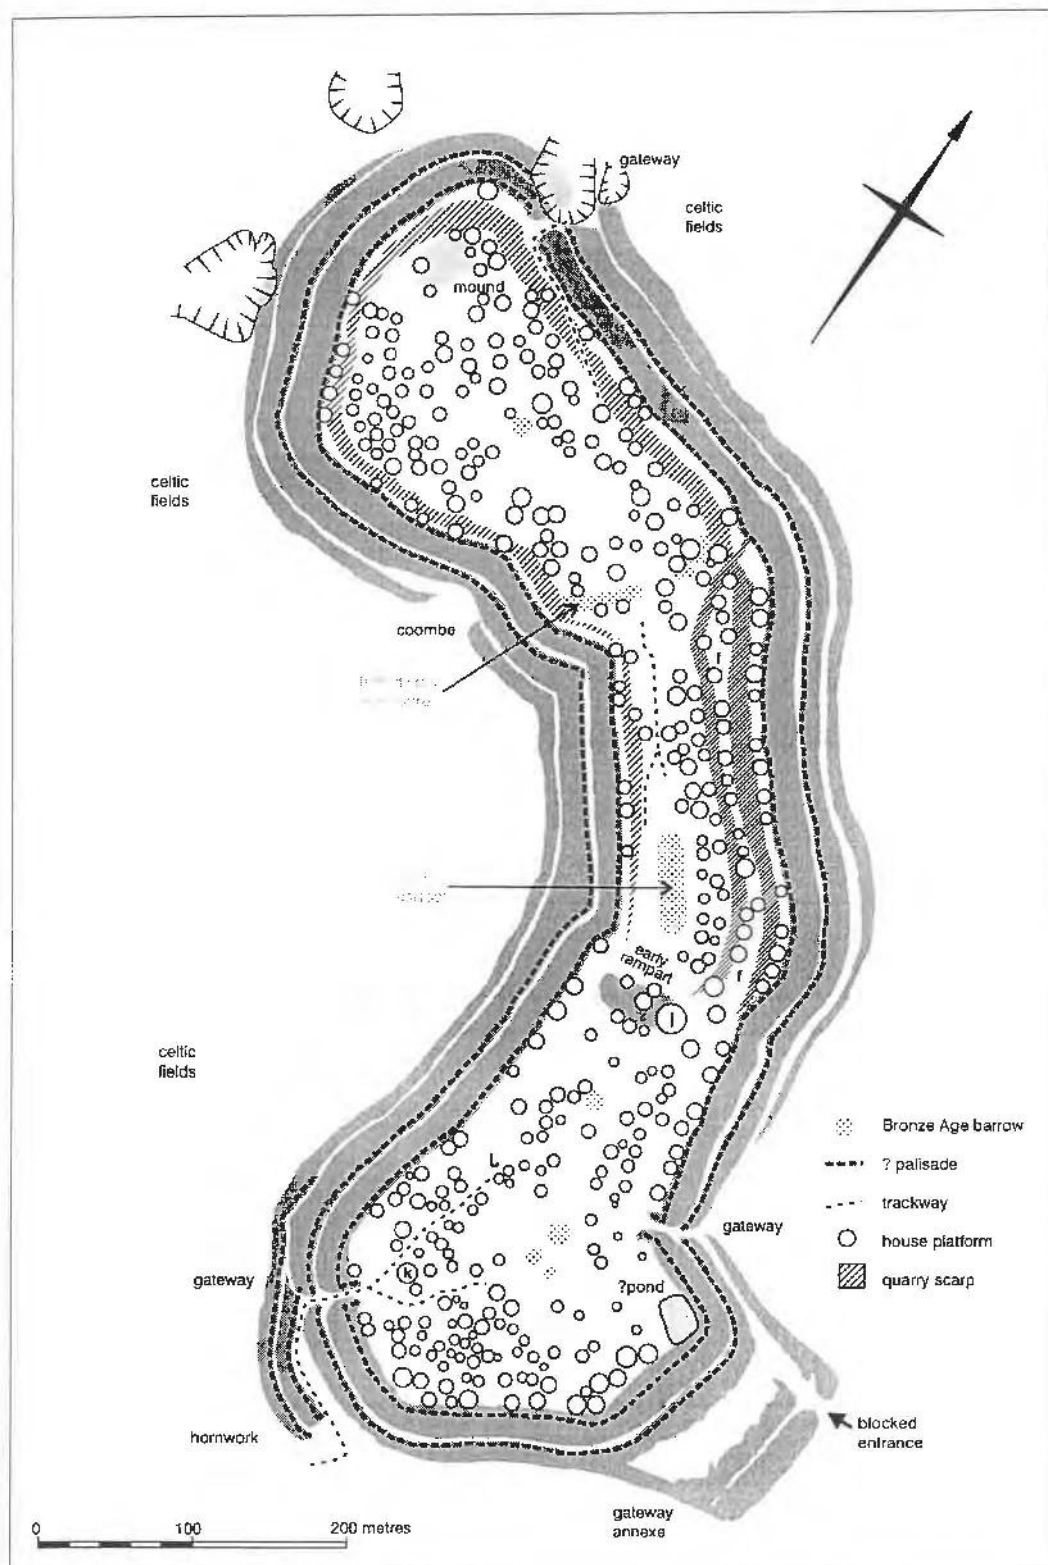 gateway
celtic
fields
mound
celtic
fields
coombe
f
early
rampart
f
l
celtic
fields
L
Bronze Age barrow
? palisade
trackway
house platform
quarry scarp
gateway
gateway
k
?pond
blocked
entrance
hornwork
gateway
annexe
0
100
200 metres